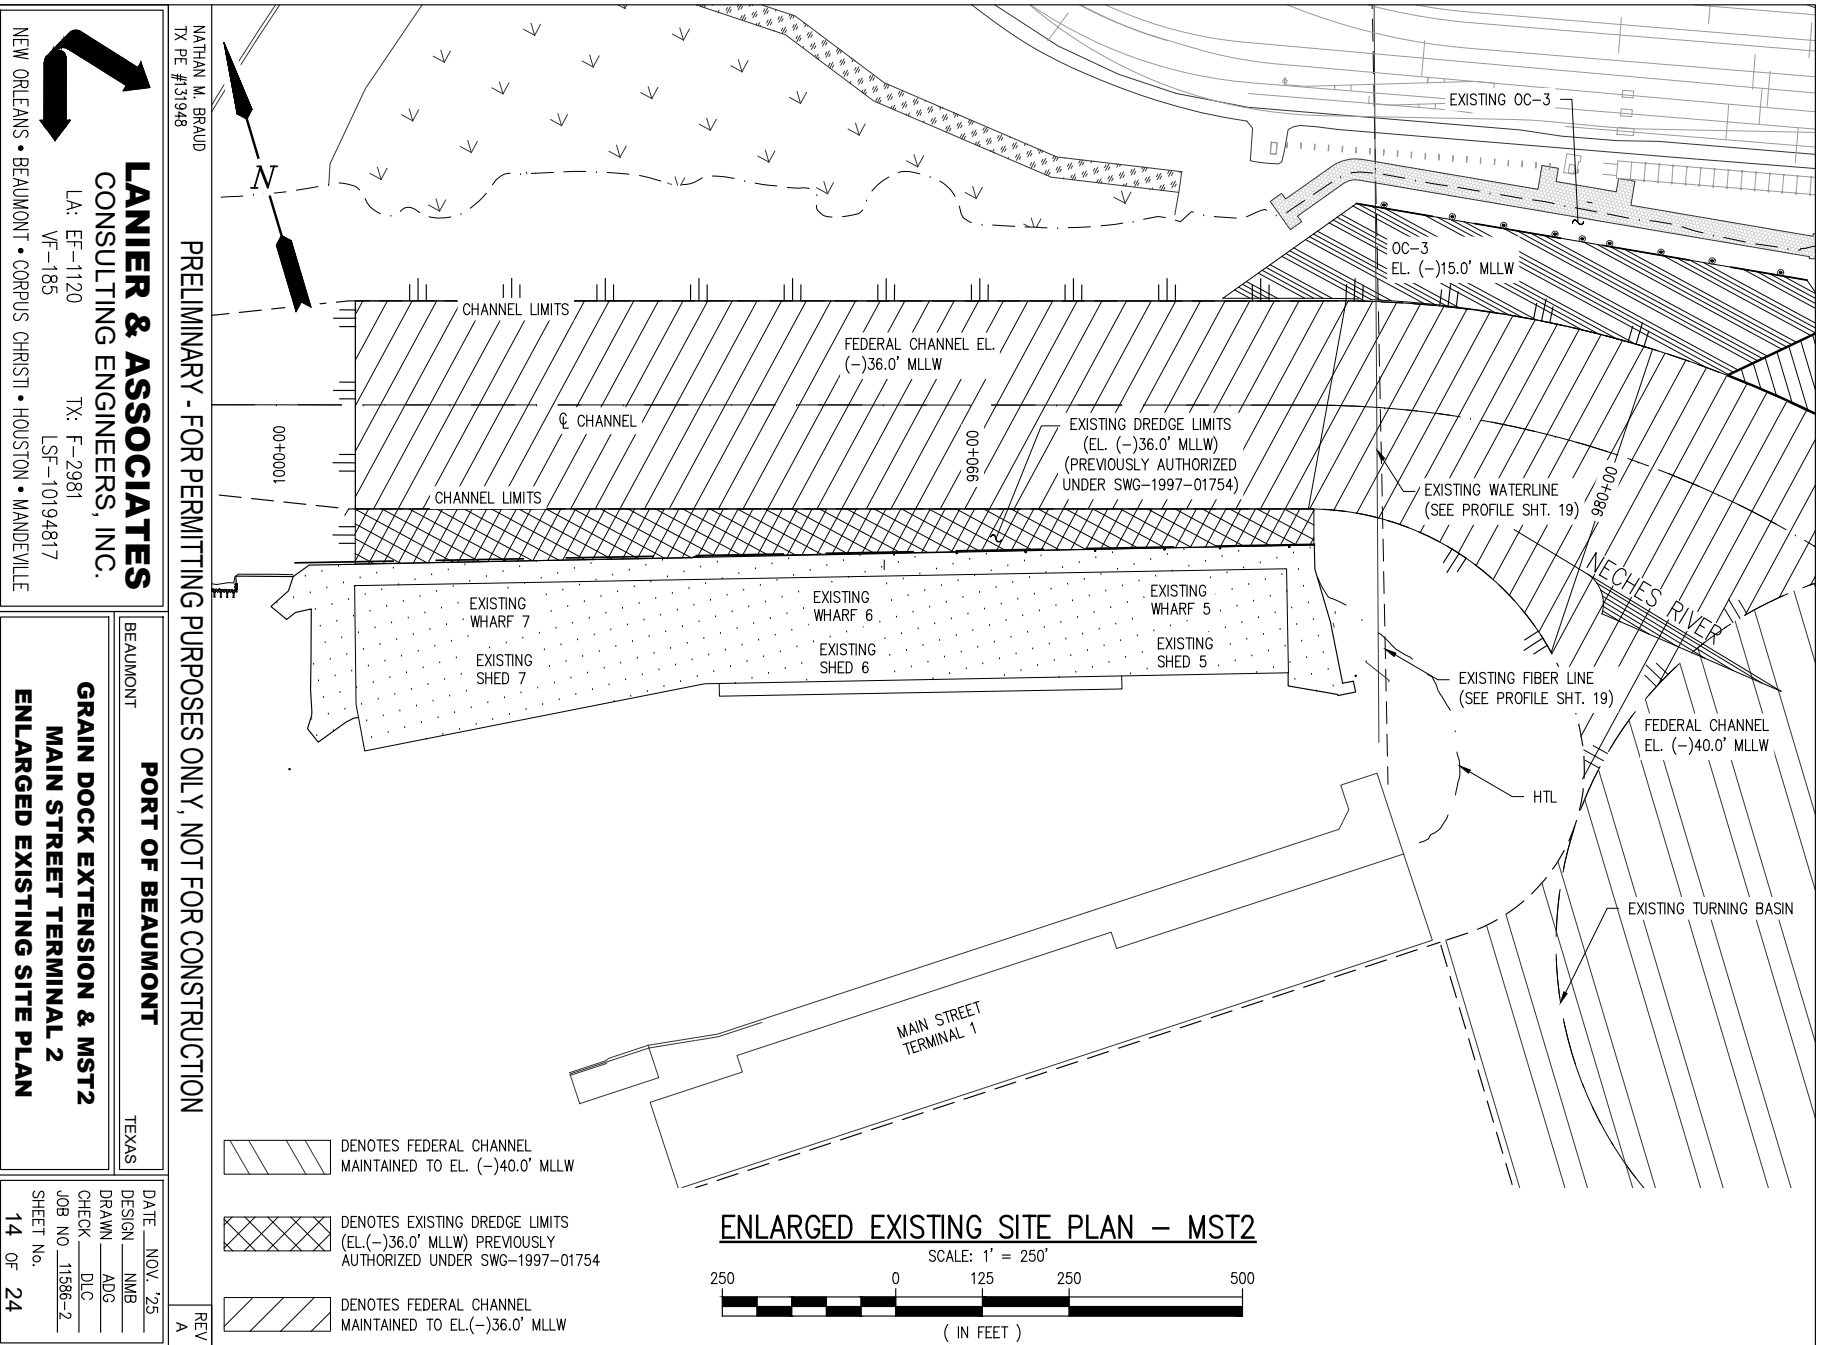 EXISTING OC-3
OC-3
EL. (-)15.0' MLLW
CHANNEL LIMITS
FEDERAL CHANNEL EL.
(-)36.0' MLLW
℄ CHANNEL
1000+00
990+00
EXISTING DREDGE LIMITS
(EL. (-)36.0' MLLW)
(PREVIOUSLY AUTHORIZED
UNDER SWG-1997-01754)
CHANNEL LIMITS
EXISTING WATERLINE
(SEE PROFILE SHT. 19)
980+00
NECHES RIVER
EXISTING
WHARF 7
EXISTING
WHARF 6
EXISTING
WHARF 5
EXISTING
SHED 7
EXISTING
SHED 6
EXISTING
SHED 5
EXISTING FIBER LINE
(SEE PROFILE SHT. 19)
FEDERAL CHANNEL
EL. (-)40.0' MLLW
HTL
EXISTING TURNING BASIN
MAIN STREET
TERMINAL 1
N
DENOTES FEDERAL CHANNEL
MAINTAINED TO EL. (-)40.0' MLLW
DENOTES EXISTING DREDGE LIMITS
(EL.(-)36.0' MLLW) PREVIOUSLY
AUTHORIZED UNDER SWG-1997-01754
DENOTES FEDERAL CHANNEL
MAINTAINED TO EL.(-)36.0' MLLW
ENLARGED EXISTING SITE PLAN - MST2
SCALE: 1' = 250'
250 0 125 250 500
( IN FEET )
NATHAN M. BRAUD
TX PE #131948
PRELIMINARY - FOR PERMITTING PURPOSES ONLY, NOT FOR CONSTRUCTION
REV
A
LANIER & ASSOCIATES
CONSULTING ENGINEERS, INC.
LA: EF-1120 TX: F-2981
VF-185 LSF-10194817
NEW ORLEANS • BEAUMONT • CORPUS CHRISTI • HOUSTON • MANDEVILLE
PORT OF BEAUMONT
BEAUMONT TEXAS
GRAIN DOCK EXTENSION & MST2
MAIN STREET TERMINAL 2
ENLARGED EXISTING SITE PLAN
DATE NOV. '25
DESIGN NMB
DRAWN ADG
CHECK DLC
JOB NO 11586-2
SHEET No.
14 OF 24